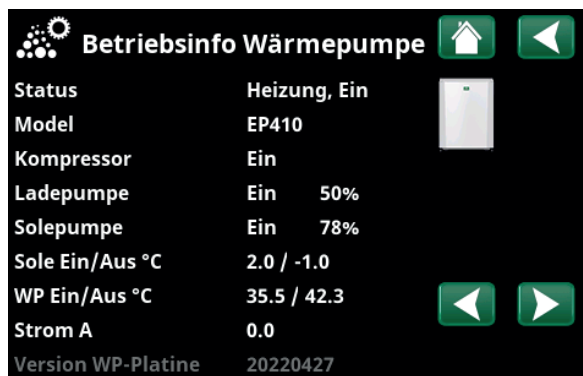 Betriebsinfo Wärmepumpe
Status Heizung, Ein
Model EP410
Kompressor Ein
Ladepumpe Ein 50%
Solepumpe Ein 78%
Sole Ein/Aus °C 2.0 / -1.0
WP Ein/Aus °C 35.5 / 42.3
Strom A 0.0
Version WP-Platine 20220427